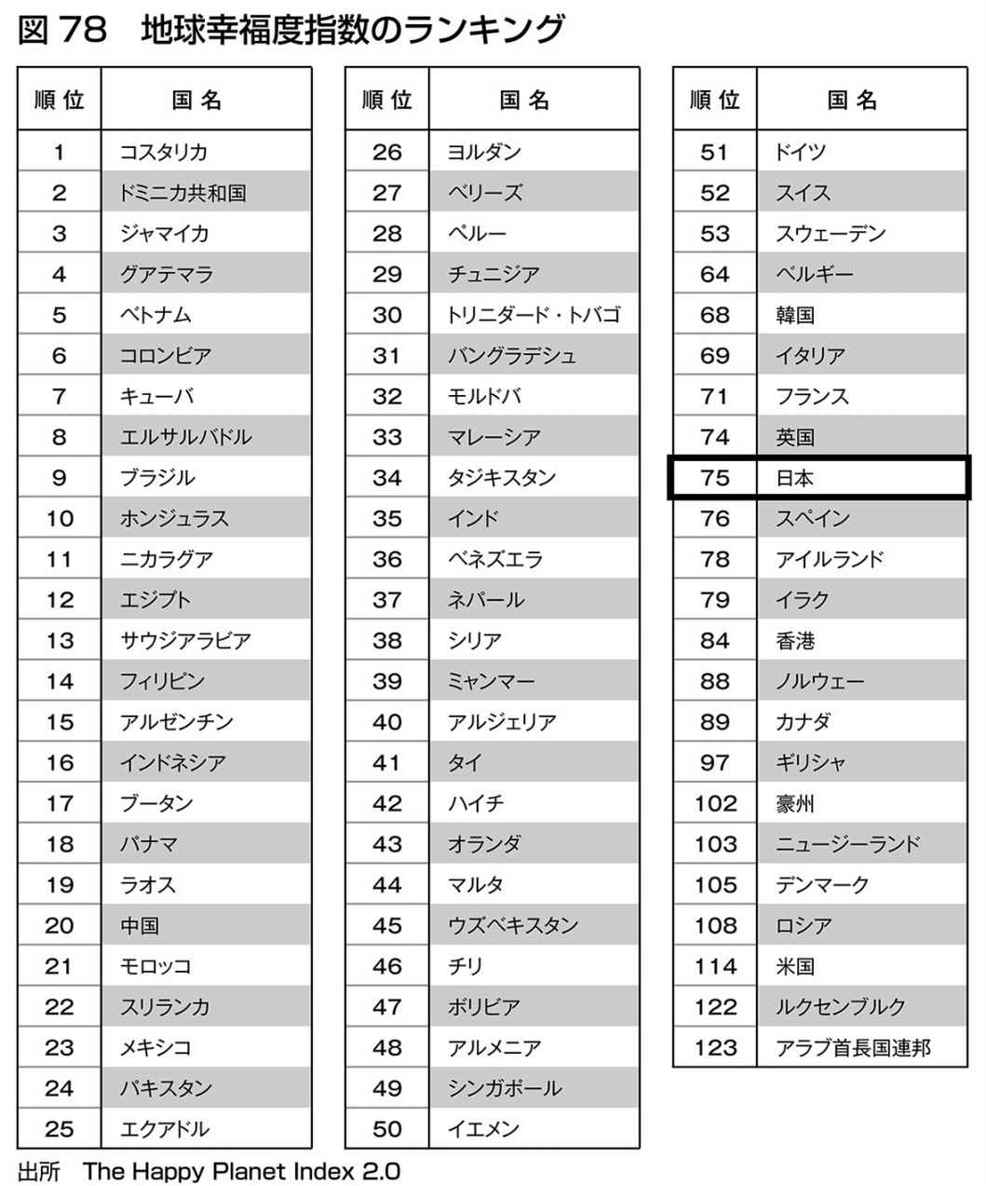 図 78 地球幸福度指数のランキング
順 位 国 名
1 コスタリカ
2 ドミニカ共和国
3 ジャマイカ
4 グアテマラ
5 ベトナム
6 コロンビア
7 キューバ
8 エルサルバドル
9 ブラジル
10 ホンジュラス
11 ニカラグア
12 エジプト
13 サウジアラビア
14 フィリピン
15 アルゼンチン
16 インドネシア
17 ブータン
18 パナマ
19 ラオス
20 中国
21 モロッコ
22 スリランカ
23 メキシコ
24 パキスタン
25 エクアドル
順 位 国 名
26 ヨルダン
27 ベリーズ
28 ペルー
29 チュニジア
30 トリニダード・トバゴ
31 バングラデシュ
32 モルドバ
33 マレーシア
34 タジキスタン
35 インド
36 ベネズエラ
37 ネパール
38 シリア
39 ミャンマー
40 アルジェリア
41 タイ
42 ハイチ
43 オランダ
44 マルタ
45 ウズベキスタン
46 チリ
47 ボリビア
48 アルメニア
49 シンガポール
50 イエメン
順 位 国 名
51 ドイツ
52 スイス
53 スウェーデン
64 ベルギー
68 韓国
69 イタリア
71 フランス
74 英国
75 日本
76 スペイン
78 アイルランド
79 イラク
84 香港
88 ノルウェー
89 カナダ
97 ギリシャ
102 豪州
103 ニュージーランド
105 デンマーク
108 ロシア
114 米国
122 ルクセンブルク
123 アラブ首長国連邦
出所 The Happy Planet Index 2.0